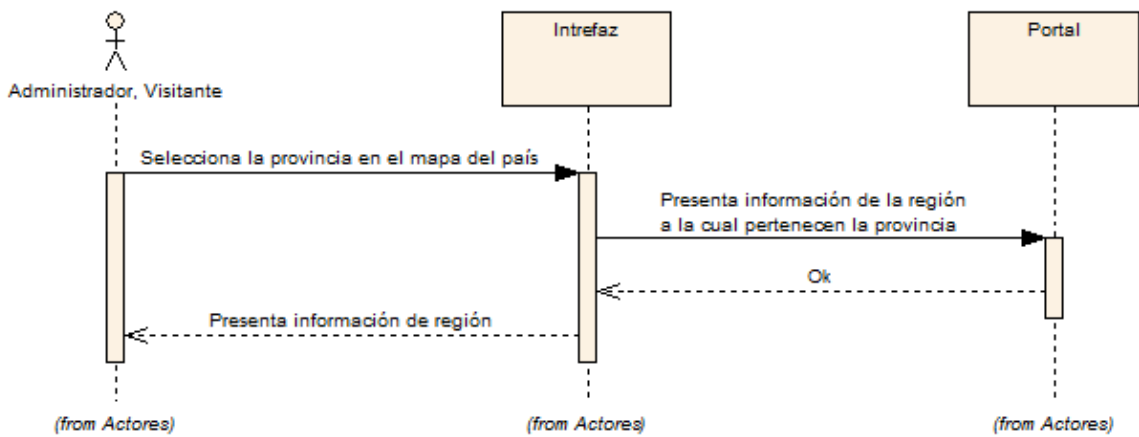 Intrefaz
Portal
Administrador, Visitante
Selecciona la provincia en el mapa del país
Presenta información de la región
a la cual pertenecen la provincia
Ok
Presenta información de región
(from Actores)
(from Actores)
(from Actores)